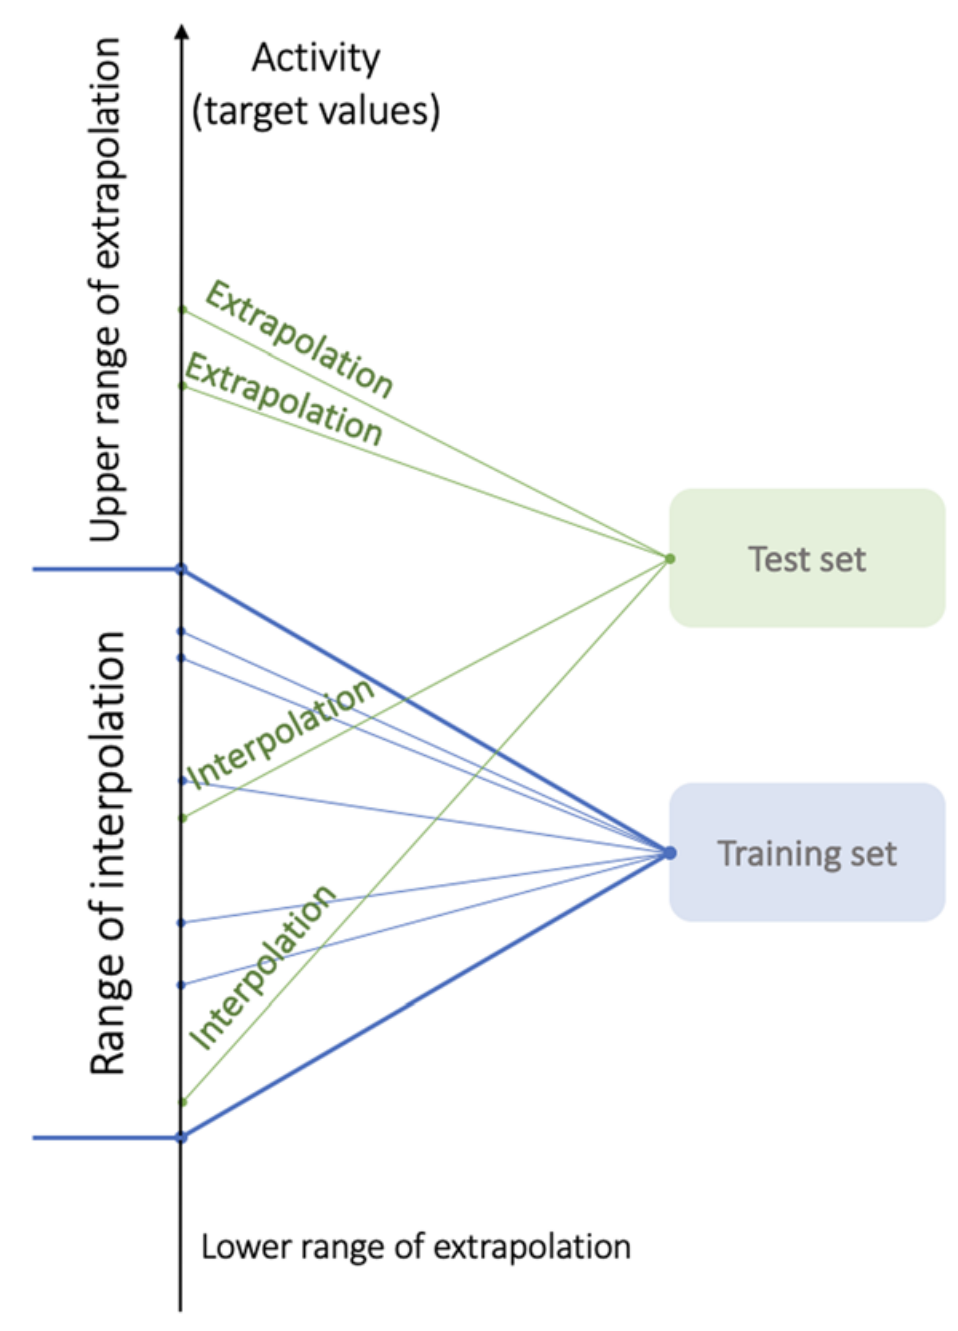 Activity
(target values)
Upper range of extrapolation
Extrapolation
Extrapolation
Test set
Range of interpolation
Interpolation
Training set
Interpolation
Lower range of extrapolation